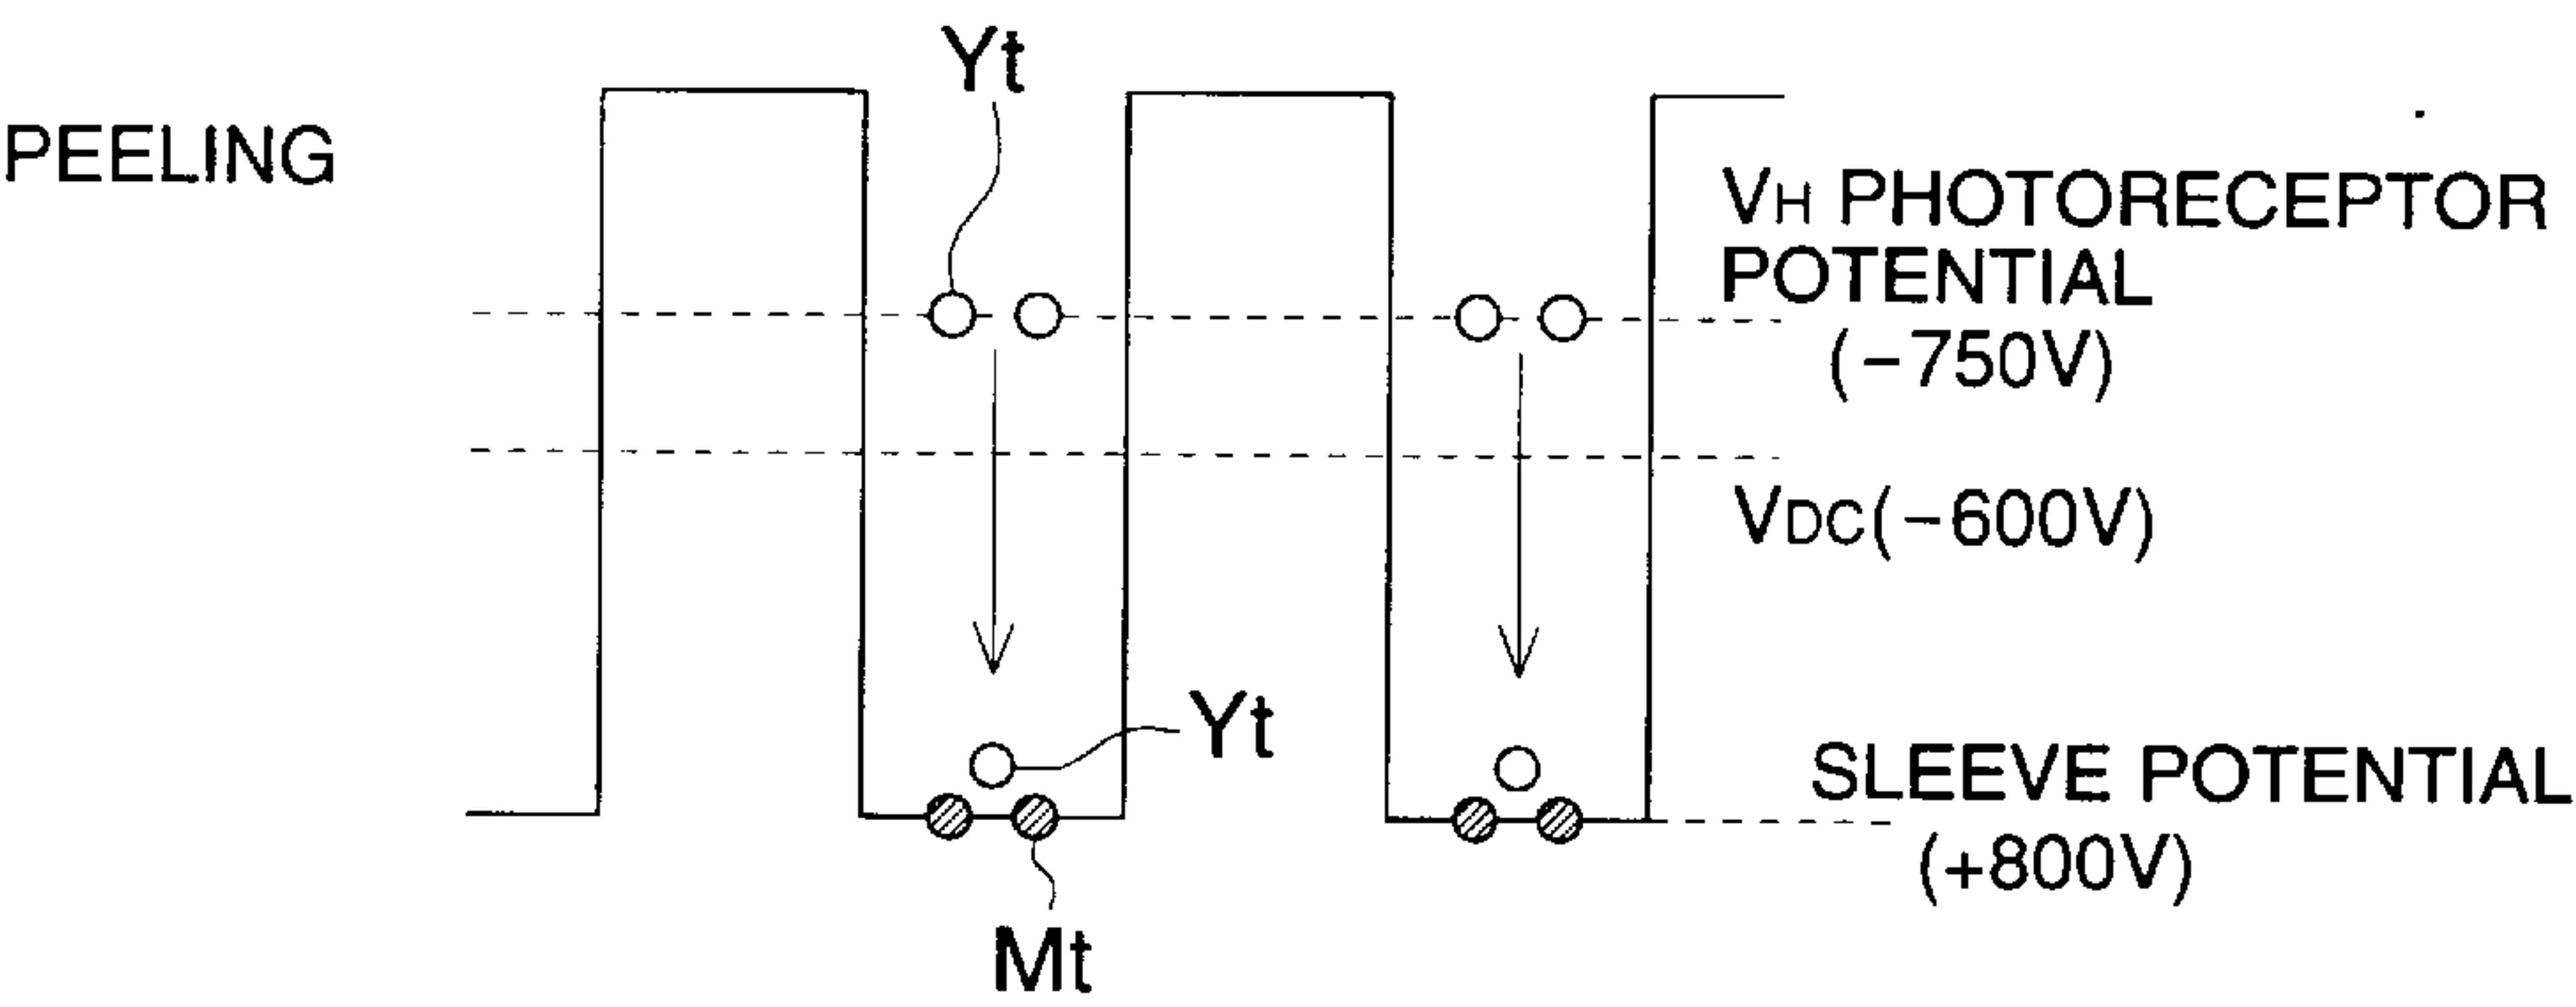 Yt
PEELING
VH PHOTORECEPTOR
POTENTIAL
(−750V)
VDC(−600V)
Yt
SLEEVE POTENTIAL
(+800V)
Mt